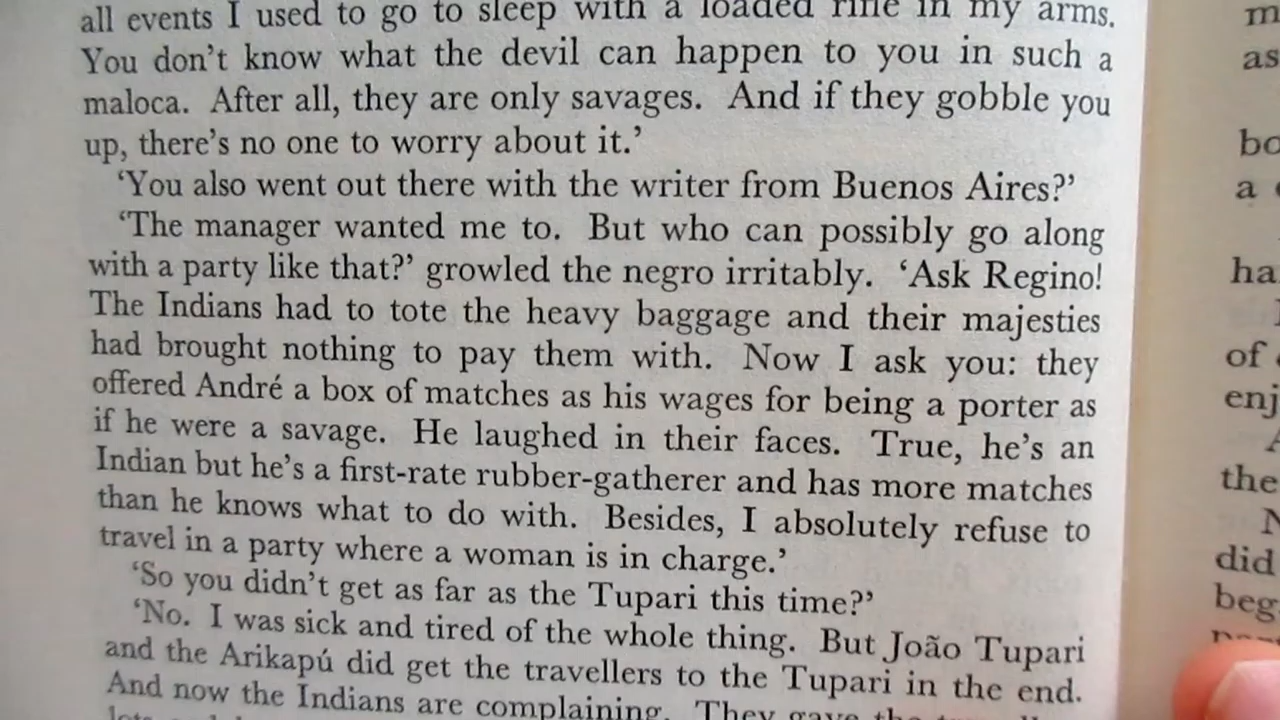 all events I used to go to sleep with a loaded rifle in my arms.
You don't know what the devil can happen to you in such a
maloca. After all, they are only savages. And if they gobble you
up, there's no one to worry about it.'
'You also went out there with the writer from Buenos Aires?'
'The manager wanted me to. But who can possibly go along
with a party like that?' growled the negro irritably. 'Ask Regino!
The Indians had to tote the heavy baggage and their majesties
had brought nothing to pay them with. Now I ask you: they
offered André a box of matches as his wages for being a porter as
if he were a savage. He laughed in their faces. True, he's an
Indian but he's a first-rate rubber-gatherer and has more matches
than he knows what to do with. Besides, I absolutely refuse to
travel in a party where a woman is in charge.'
'So you didn't get as far as the Tupari this time?'
'No. I was sick and tired of the whole thing. But João Tupari
and the Arikapú did get the travellers to the Tupari in the end.
And now the Indians are complaining. They gave the
as
a
of
the
did